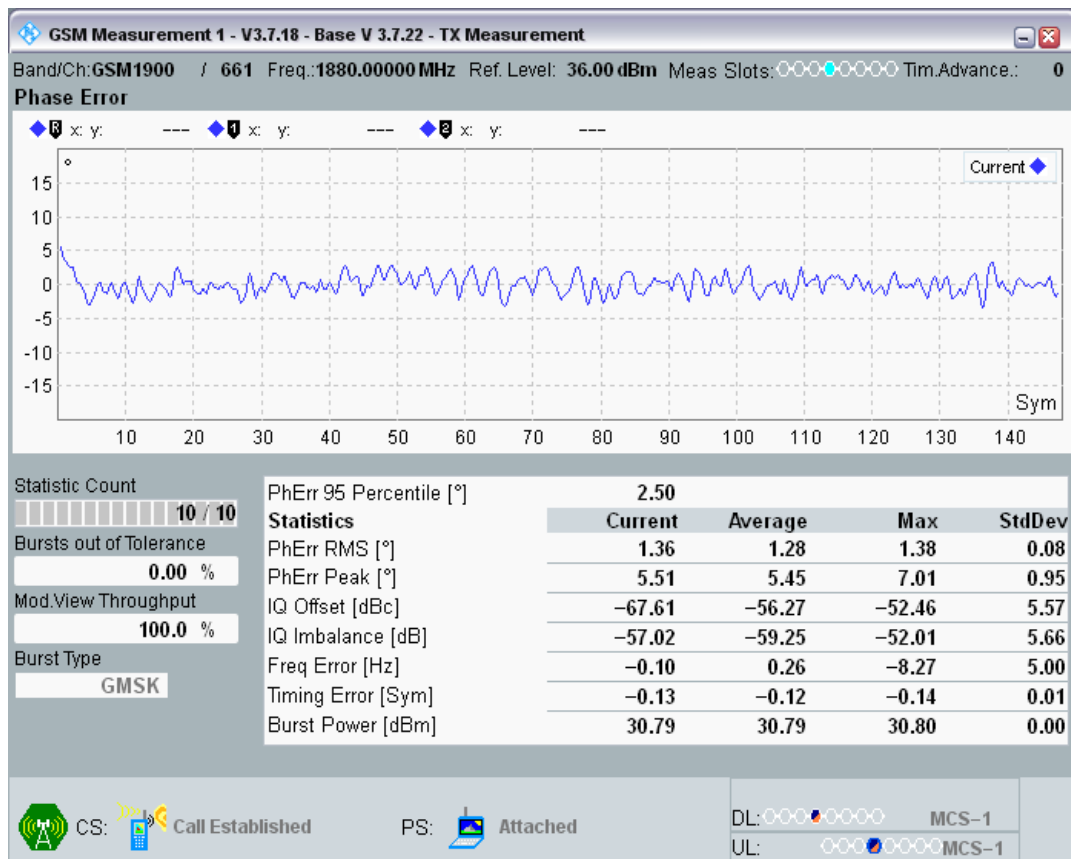 GSM Measurement 1 - V3.7.18 - Base V 3.7.22 - TX Measurement
Band/Ch:GSM1900 / 661 Freq.:1880.00000 MHz Ref. Level: 36.00 dBm Meas Slots: Tim.Advance.: 0
Phase Error
R x: y: --- 1 x: y: --- 2 x: y: ---
°
Current
15
10
5
0
-5
-10
-15
Sym
10 20 30 40 50 60 70 80 90 100 110 120 130 140
Statistic Count
10 / 10
Bursts out of Tolerance
0.00 %
Mod.View Throughput
100.0 %
Burst Type
GMSK
PhErr 95 Percentile [°] 2.50
Statistics Current Average Max StdDev
PhErr RMS [°] 1.36 1.28 1.38 0.08
PhErr Peak [°] 5.51 5.45 7.01 0.95
IQ Offset [dBc] −67.61 −56.27 −52.46 5.57
IQ Imbalance [dB] −57.02 −59.25 −52.01 5.66
Freq Error [Hz] −0.10 0.26 −8.27 5.00
Timing Error [Sym] −0.13 −0.12 −0.14 0.01
Burst Power [dBm] 30.79 30.79 30.80 0.00
CS: Call Established PS: Attached
DL: MCS−1
UL: MCS−1